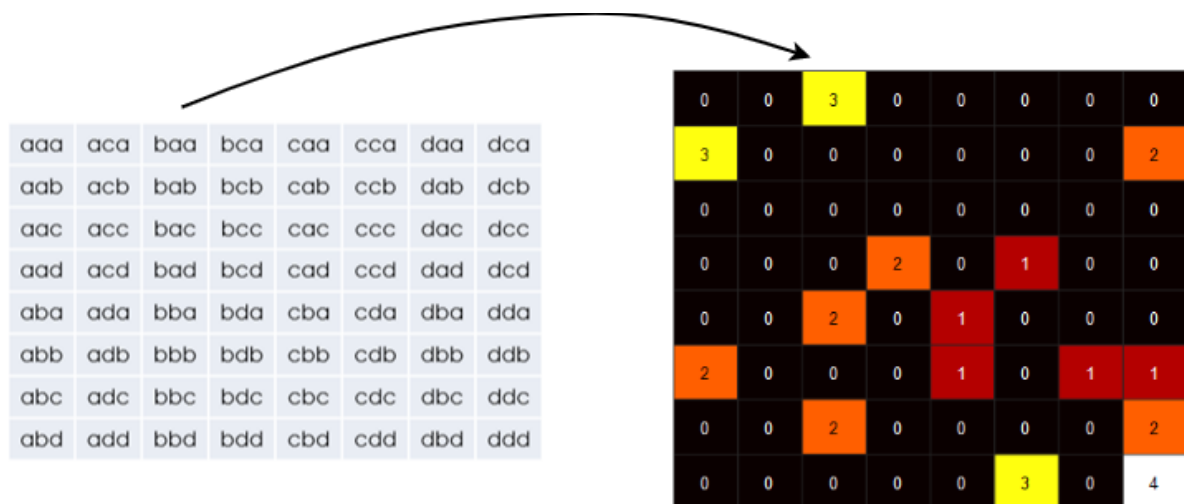 aaa aca baa bca caa cca daa dca
aab acb bab bcb cab ccb dab dcb
aac acc bac bcc cac ccc dac dcc
aad acd bad bcd cad ccd dad dcd
aba ada bba bda cba cda dba dda
abb adb bbb bdb cbb cdb dbb ddb
abc adc bbc bdc cbc cdc dbc ddc
abd add bbd bdd cbd cdd dbd ddd
0 0 3 0 0 0 0 0
3 0 0 0 0 0 0 2
0 0 0 0 0 0 0 0
0 0 0 2 0 1 0 0
0 0 2 0 1 0 0 0
2 0 0 0 1 0 1 1
0 0 2 0 0 0 0 2
0 0 0 0 0 3 0 4